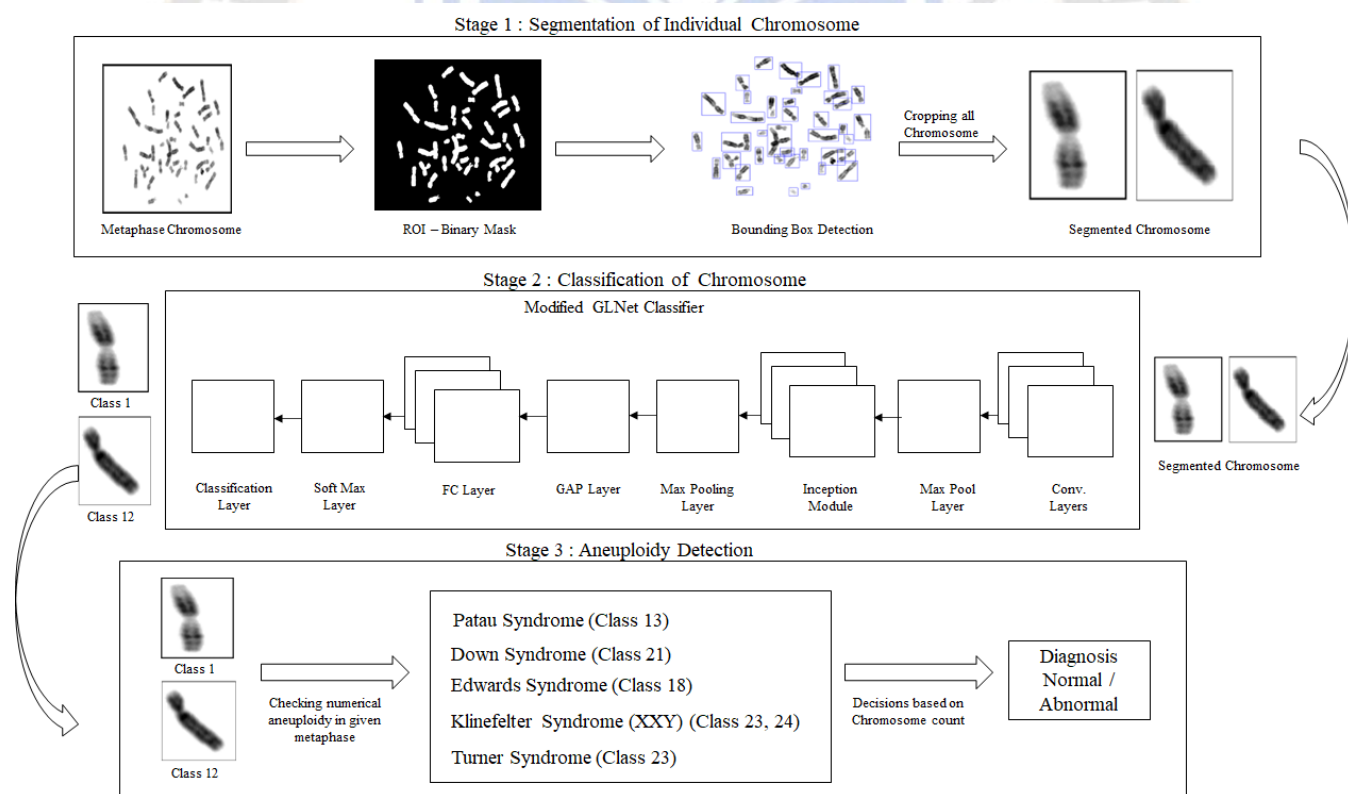 Stage 1 : Segmentation of Individual Chromosome
Cropping all
Chromosome
Metaphase Chromosome
ROI – Binary Mask
Bounding Box Detection
Segmented Chromosome
Stage 2 : Classification of Chromosome
Modified GLNet Classifier
Class 1
Class 12
Classification
Layer
Soft Max
Layer
FC Layer
GAP Layer
Max Pooling
Layer
Inception
Module
Max Pool
Layer
Conv.
Layers
Segmented Chromosome
Stage 3 : Aneuploidy Detection
Class 1
Class 12
Checking numerical
aneuploidy in given
metaphase
Patau Syndrome (Class 13)
Down Syndrome (Class 21)
Edwards Syndrome (Class 18)
Klinefelter Syndrome (XXY) (Class 23, 24)
Turner Syndrome (Class 23)
Decisions based on
Chromosome count
Diagnosis
Normal /
Abnormal